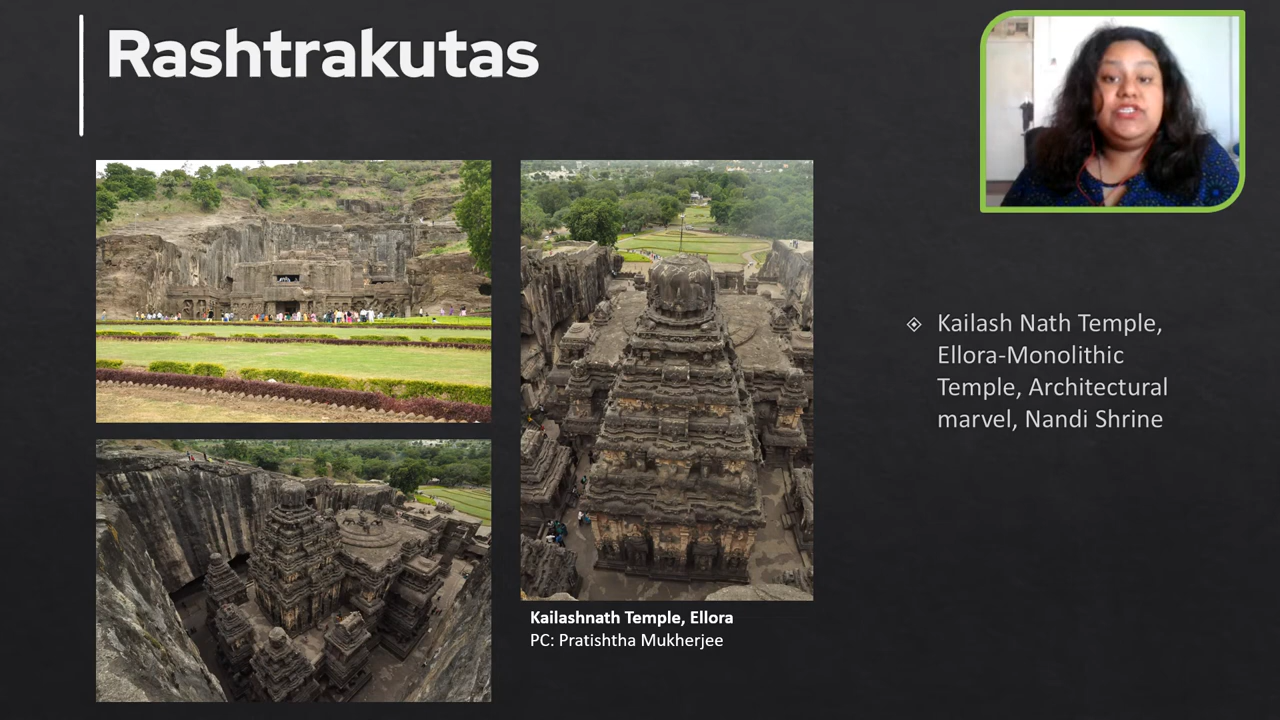 Rashtrakutas
Kailash Nath Temple,
Ellora-Monolithic
Temple, Architectural
marvel, Nandi Shrine
Kailashnath Temple, Ellora
PC: Pratishtha Mukherjee